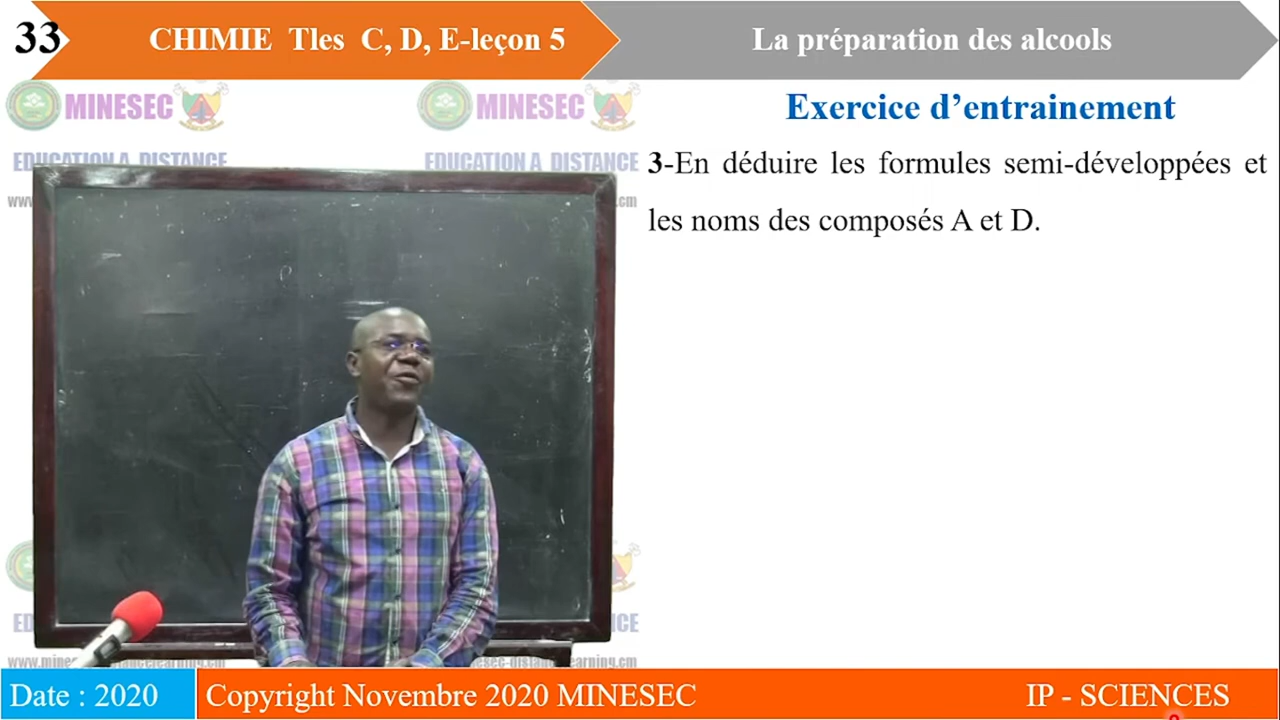 33
CHIMIE Tles C, D, E-leçon 5
La préparation des alcools
MINESEC
MINESEC
EDUCATION A DISTANCE
EDUCATION A DISTANCE
Exercice d’entrainement
3-En déduire les formules semi-développées et
les noms des composés A et D.
Date : 2020
Copyright Novembre 2020 MINESEC
IP - SCIENCES